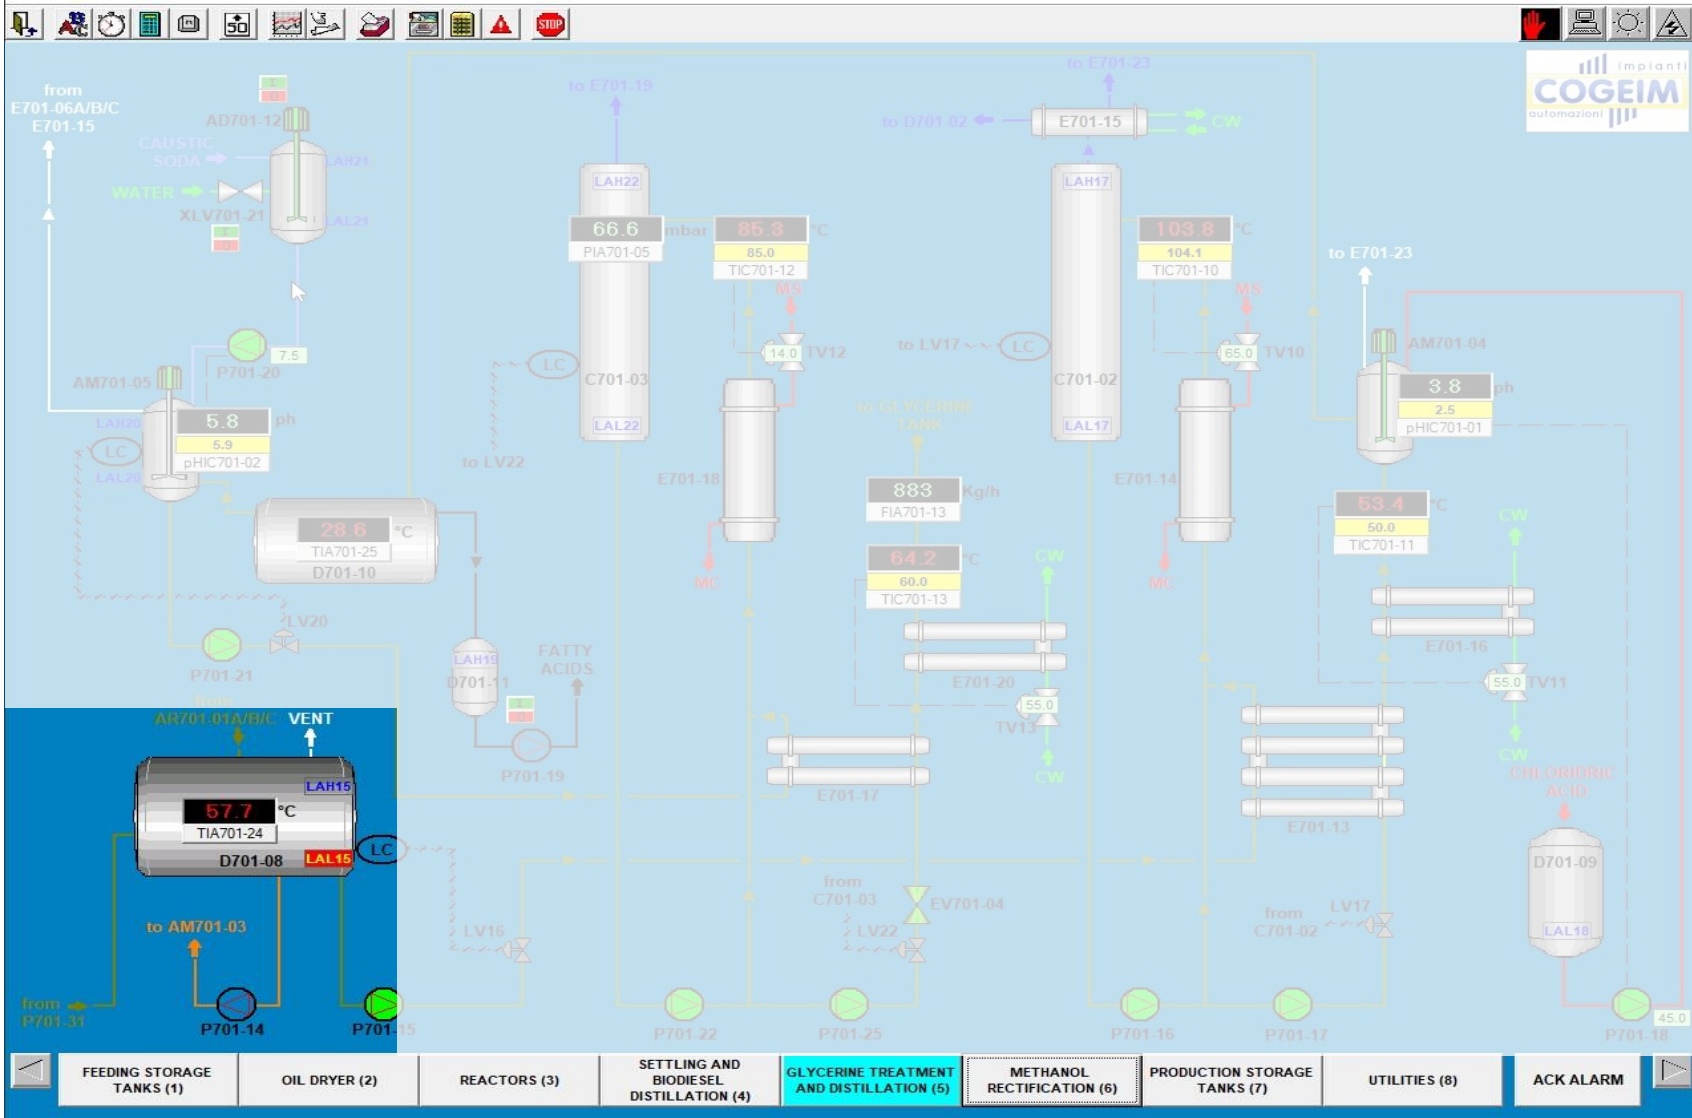 STOP
impianti
COGEIM
automazioni
from
E701-06A/B/C
E701-15
I
O
AD701-12
CAUSTIC
SODA
LAH21
WATER
XLV701-21
LAL21
I
O
to E701-19
to E701-23
to D701-02
E701-15
CW
LAH22
66.6 mbar
PIA701-05
85.3 °C
85.0
TIC701-12
MS
14.0
TV12
LC
C701-03
LAL22
to LV22
E701-18
MC
LAH17
103.8 °C
104.1
TIC701-10
MS
65.0
TV10
to LV17
LC
C701-02
LAL17
E701-14
MC
to E701-23
AM701-04
3.8 ph
2.5
pHIC701-01
53.4 °C
50.0
TIC701-11
CW
E701-16
55.0
TV11
CW
7.5
P701-20
AM701-05
LAH20
5.8 ph
5.9
pHIC701-02
LC
LAL20
28.6 °C
TIA701-25
D701-10
LV20
P701-21
LAH19
D701-11
FATTY
ACIDS
I
O
P701-19
to GLYCERINE
TANK
883 Kg/h
FIA701-13
64.2 °C
60.0
TIC701-13
CW
E701-20
55.0
TV13
CW
E701-17
E701-13
CHLORIDRIC
ACID
D701-09
LAL18
from
AR701-01A/B/C
VENT
LAH15
57.7 °C
TIA701-24
D701-08
LAL15
LC
to AM701-03
from
P701-31
P701-14
P701-15
LV16
from
C701-03
EV701-04
LV22
from
C701-02
LV17
P701-22
P701-25
P701-16
P701-17
P701-18
45.0
FEEDING STORAGE
TANKS (1)
OIL DRYER (2)
REACTORS (3)
SETTLING AND
BIODIESEL
DISTILLATION (4)
GLYCERINE TREATMENT
AND DISTILLATION (5)
METHANOL
RECTIFICATION (6)
PRODUCTION STORAGE
TANKS (7)
UTILITIES (8)
ACK ALARM